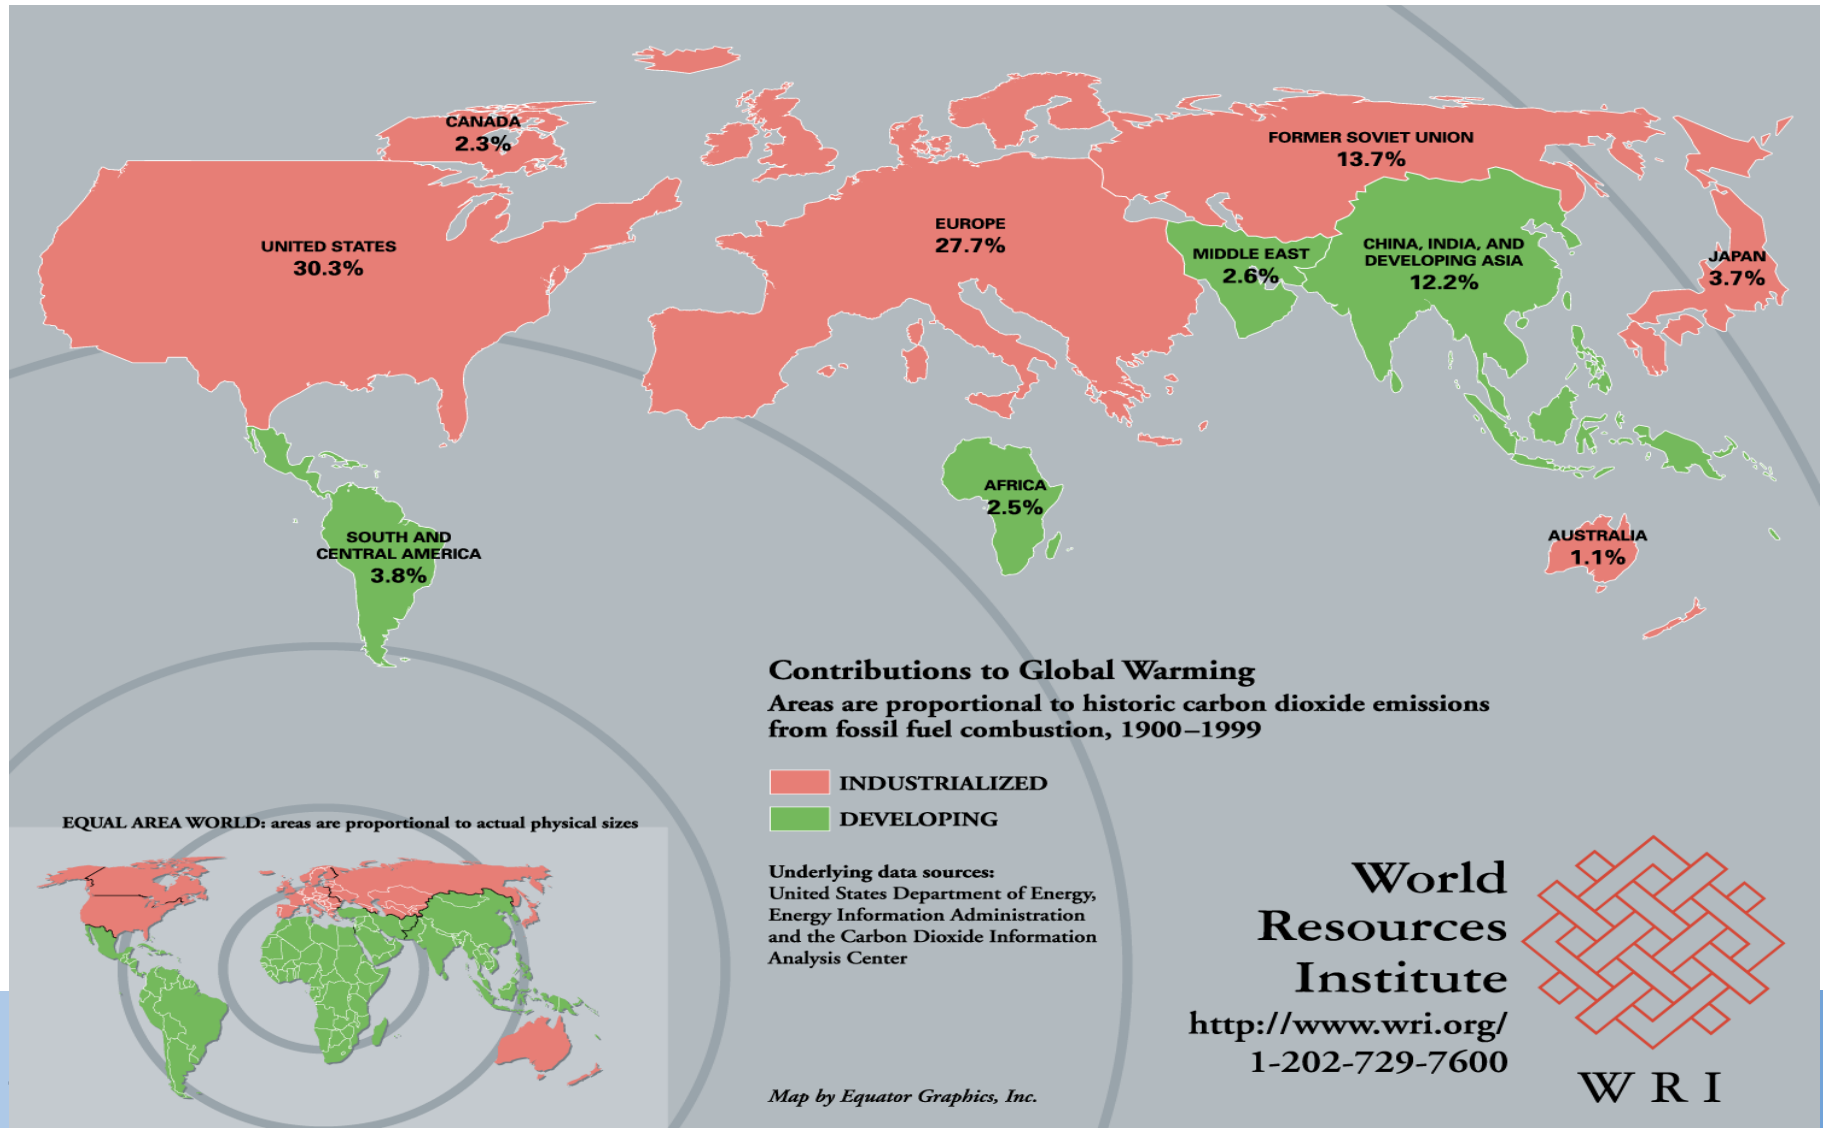 CANADA
2.3%
FORMER SOVIET UNION
13.7%
UNITED STATES
30.3%
EUROPE
27.7%
MIDDLE EAST
2.6%
CHINA, INDIA, AND
DEVELOPING ASIA
12.2%
JAPAN
3.7%
AFRICA
2.5%
SOUTH AND
CENTRAL AMERICA
3.8%
AUSTRALIA
1.1%
Contributions to Global Warming
Areas are proportional to historic carbon dioxide emissions
from fossil fuel combustion, 1900–1999
INDUSTRIALIZED
DEVELOPING
EQUAL AREA WORLD: areas are proportional to actual physical sizes
Underlying data sources:
United States Department of Energy,
Energy Information Administration
and the Carbon Dioxide Information
Analysis Center
Map by Equator Graphics, Inc.
World
Resources
Institute
http://www.wri.org/
1-202-729-7600
WRI